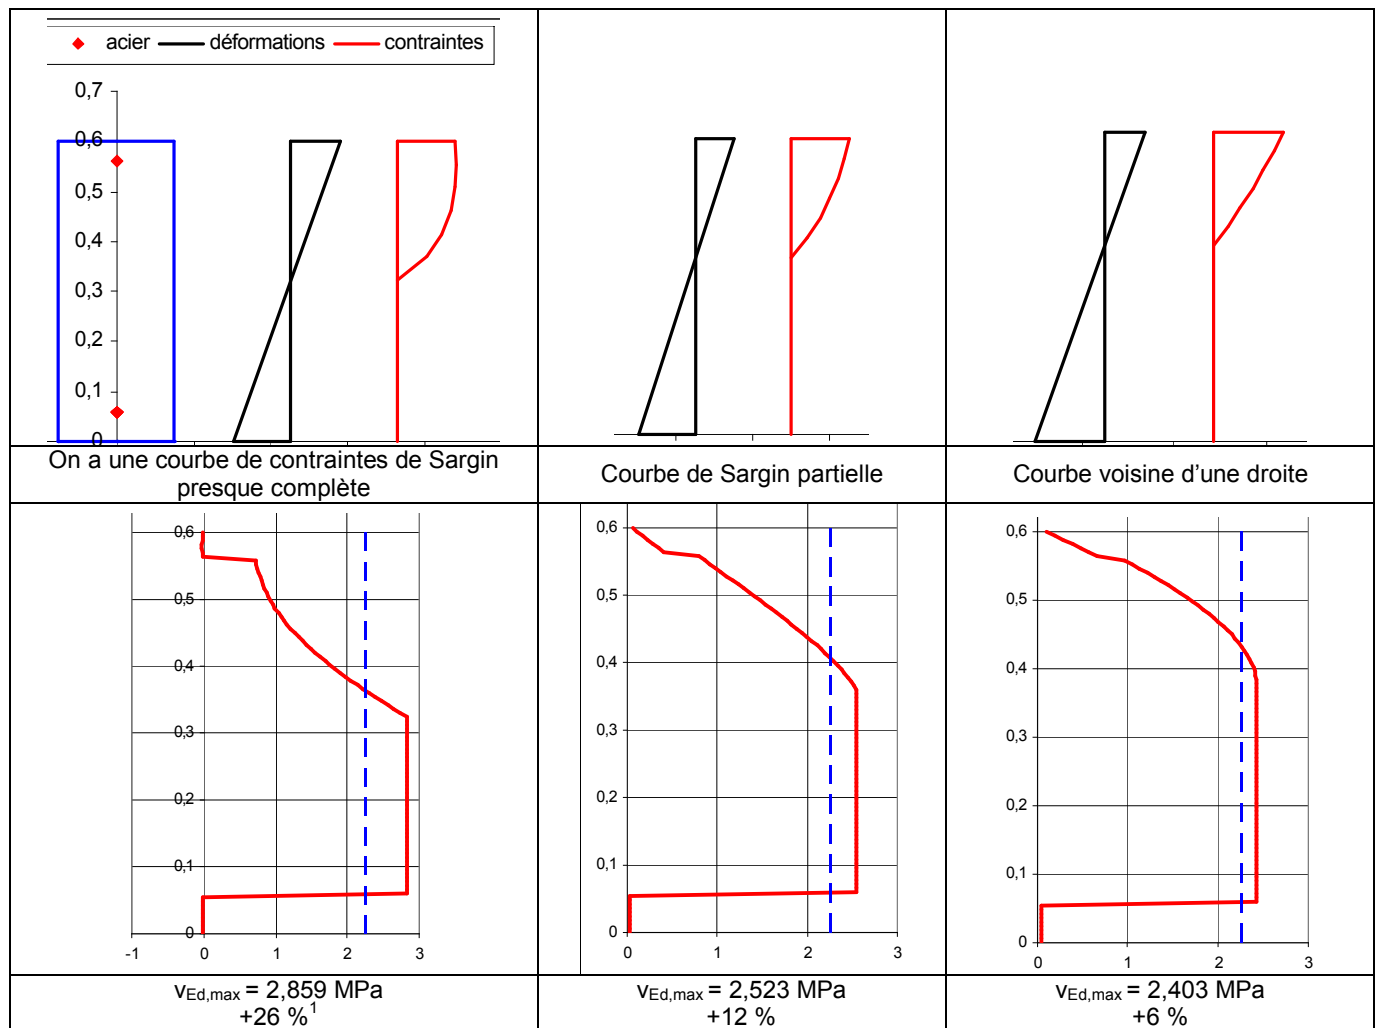 acier déformations contraintes
0,7
0,6
0,5
0,4
0,3
0,2
0,1
0
On a une courbe de contraintes de Sargin
presque complète
Courbe de Sargin partielle
Courbe voisine d'une droite
0,6
0,5
0,4
0,3
0,2
0,1
0
-1 0 1 2 3
0,6
0,5
0,4
0,3
0,2
0,1
0
0 1 2 3
0,6
0,5
0,4
0,3
0,2
0,1
0
0 1 2 3
vEd,max = 2,859 MPa
+26 %1
vEd,max = 2,523 MPa
+12 %
vEd,max = 2,403 MPa
+6 %